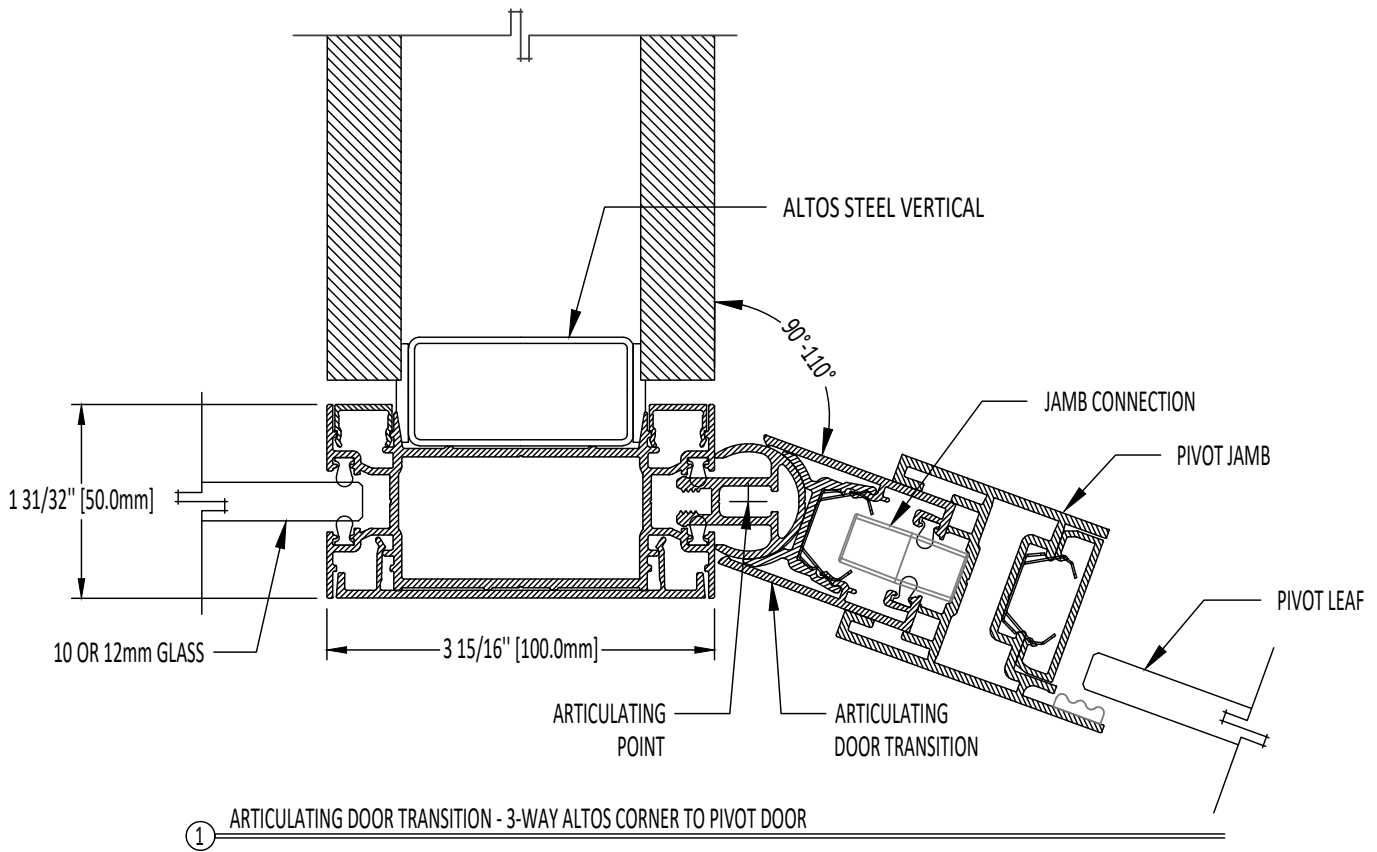 ALTOS STEEL VERTICAL
90°-110°
JAMB CONNECTION
PIVOT JAMB
1 31/32" [50.0mm]
PIVOT LEAF
10 OR 12mm GLASS
3 15/16" [100.0mm]
ARTICULATING
POINT
ARTICULATING
DOOR TRANSITION
1 ARTICULATING DOOR TRANSITION - 3-WAY ALTOS CORNER TO PIVOT DOOR